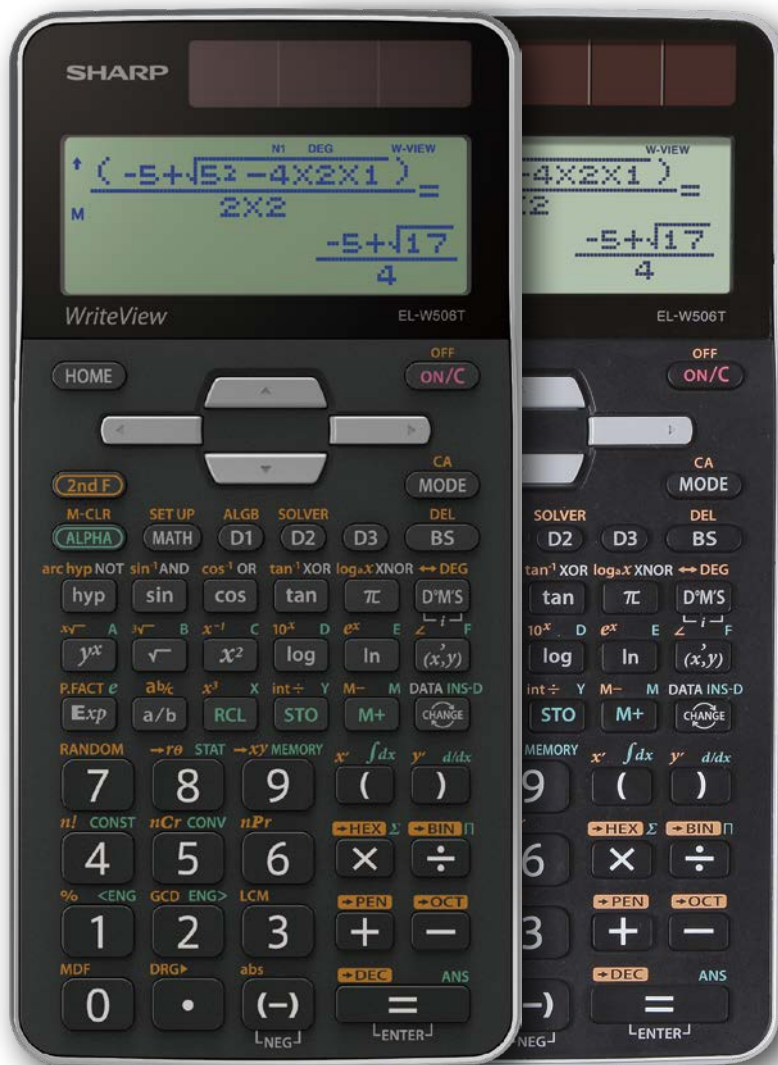 SHARP
N1 DEG W-VIEW
(-5+√5²-4×2×1)
2×2
=
M
-5+√17
4
WriteView EL-W506T
OFF
HOME ON/C
CA
2nd F MODE
M-CLR SET UP ALGB SOLVER DEL
ALPHA MATH D1 D2 D3 BS
arc hyp NOT sin⁻¹ AND cos⁻¹ OR tan⁻¹ XOR logₐx XNOR ↔DEG
hyp sin cos tan π D°M'S
ˣ√ A ³√ B x⁻¹ C 10ˣ D eˣ E ∠ i F
yˣ √ x² log ln (x,y)
P.FACT e ab/c x³ X int÷ Y M− M DATA INS-D
Exp a/b RCL STO M+ CHANGE
RANDOM →rθ STAT →xy MEMORY x′ ∫dx y′ d/dx
7 8 9 ( )
n! CONST nCr CONV nPr →HEX Σ →BIN Π
4 5 6 × ÷
% <ENG GCD ENG> LCM →PEN →OCT
1 2 3 + −
MDF DRG▸ abs →DEC ANS
0 • (−) =
NEG ENTER
W-VIEW
-4×2×1)
×2
=
-5+√17
4
EL-W506T
OFF
ON/C
CA
MODE
SOLVER DEL
D2 D3 BS
tan⁻¹ XOR logₐx XNOR ↔DEG
tan π D°M'S
10ˣ D eˣ E ∠ i F
log ln (x,y)
int÷ Y M− M DATA INS-D
STO M+ CHANGE
MEMORY x′ ∫dx y′ d/dx
9 ( )
→HEX Σ →BIN Π
6 × ÷
→PEN →OCT
3 + −
→DEC ANS
−) =
NEG ENTER